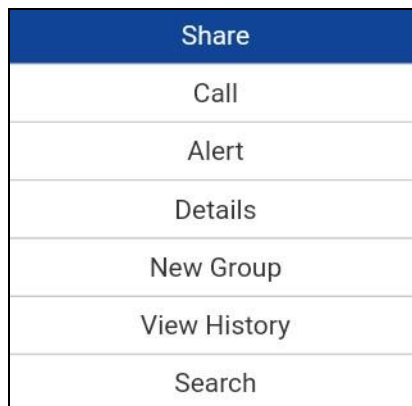 Share
Call
Alert
Details
New Group
View History
Search